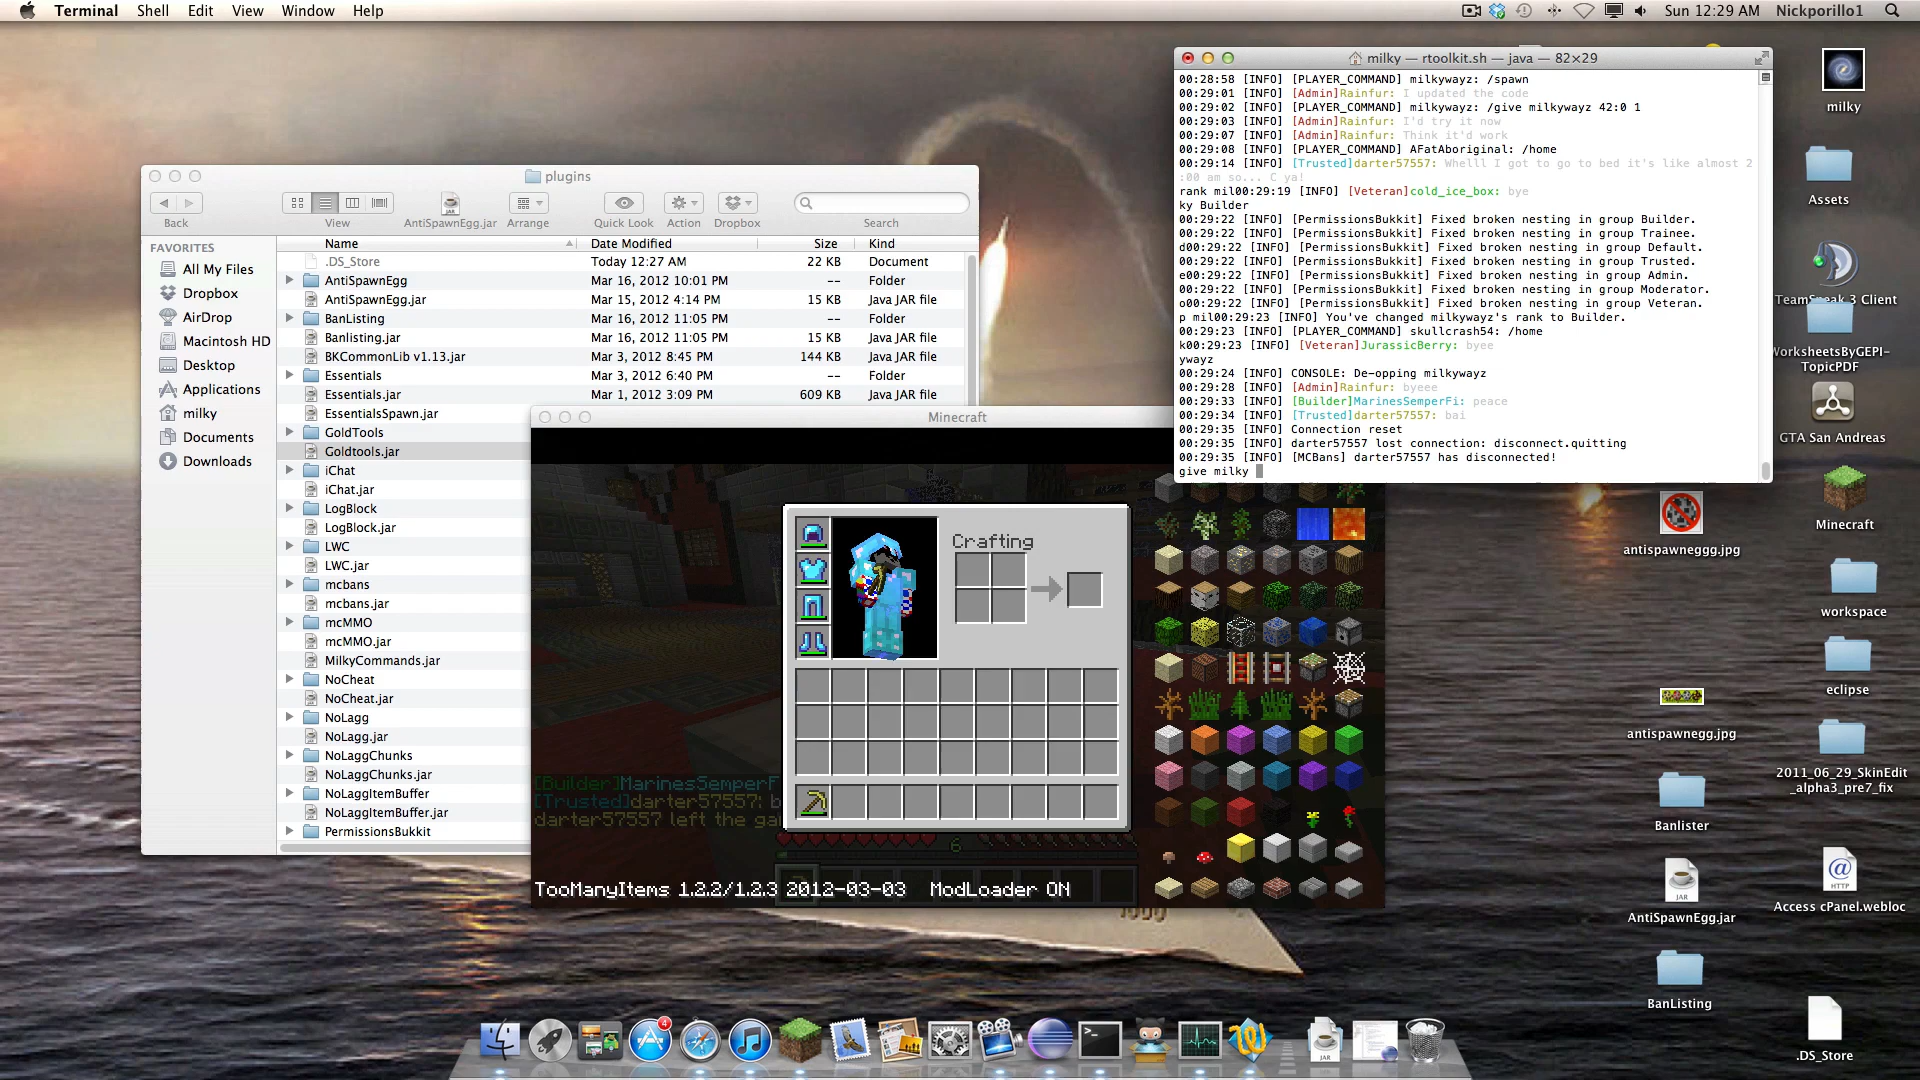 Terminal Shell Edit View Window Help
Sun 12:29 AM Nickporillo1
milky — rtoolkit.sh — java — 82×29
00:28:58 [INFO] [PLAYER_COMMAND] milkywayz: /spawn
00:29:01 [INFO] [Admin]Rainfur: I updated the code
00:29:02 [INFO] [PLAYER_COMMAND] milkywayz: /give milkywayz 42:0 1
00:29:03 [INFO] [Admin]Rainfur: I'd try it now
00:29:07 [INFO] [Admin]Rainfur: Think it'd work
00:29:08 [INFO] [PLAYER_COMMAND] AFatAboriginal: /home
00:29:14 [INFO] [Trusted]darter57557: Whelll I got to go to bed it's like almost 2
:00 am so... C ya!
rank mil00:29:19 [INFO] [Veteran]cold_ice_box: bye
ky Builder
00:29:22 [INFO] [PermissionsBukkit] Fixed broken nesting in group Builder.
00:29:22 [INFO] [PermissionsBukkit] Fixed broken nesting in group Trainee.
d00:29:22 [INFO] [PermissionsBukkit] Fixed broken nesting in group Default.
00:29:22 [INFO] [PermissionsBukkit] Fixed broken nesting in group Trusted.
e00:29:22 [INFO] [PermissionsBukkit] Fixed broken nesting in group Admin.
00:29:22 [INFO] [PermissionsBukkit] Fixed broken nesting in group Moderator.
o00:29:22 [INFO] [PermissionsBukkit] Fixed broken nesting in group Veteran.
p mil00:29:23 [INFO] You've changed milkywayz's rank to Builder.
00:29:23 [INFO] [PLAYER_COMMAND] skullcrash54: /home
k00:29:23 [INFO] [Veteran]JurassicBerry: byee
ywayz
00:29:24 [INFO] CONSOLE: De-opping milkywayz
00:29:28 [INFO] [Admin]Rainfur: byeee
00:29:33 [INFO] [Builder]MarinesSemperFi: peace
00:29:34 [INFO] [Trusted]darter57557: bai
00:29:35 [INFO] Connection reset
00:29:35 [INFO] darter57557 lost connection: disconnect.quitting
00:29:35 [INFO] [MCBans] darter57557 has disconnected!
give milky
plugins
Back View AntiSpawnEgg.jar Arrange Quick Look Action Dropbox Search
FAVORITES
All My Files
Dropbox
AirDrop
Macintosh HD
Desktop
Applications
milky
Documents
Downloads
Name Date Modified Size Kind
.DS_Store Today 12:27 AM 22 KB Document
AntiSpawnEgg Mar 16, 2012 10:01 PM -- Folder
AntiSpawnEgg.jar Mar 15, 2012 4:14 PM 15 KB Java JAR file
BanListing Mar 16, 2012 11:05 PM -- Folder
Banlisting.jar Mar 16, 2012 11:05 PM 15 KB Java JAR file
BKCommonLib v1.13.jar Mar 3, 2012 8:45 PM 144 KB Java JAR file
Essentials Mar 3, 2012 6:40 PM -- Folder
Essentials.jar Mar 1, 2012 3:09 PM 609 KB Java JAR file
EssentialsSpawn.jar
GoldTools
Goldtools.jar
iChat
iChat.jar
LogBlock
LogBlock.jar
LWC
LWC.jar
mcbans
mcbans.jar
mcMMO
mcMMO.jar
MilkyCommands.jar
NoCheat
NoCheat.jar
NoLagg
NoLagg.jar
NoLaggChunks
NoLaggChunks.jar
NoLaggItemBuffer
NoLaggItemBuffer.jar
PermissionsBukkit
Minecraft
Crafting
[Builder]MarinesSemperF
[Trusted]darter57557: b
darter57557 left the ga
6
TooManyItems 1.2.2/1.2.3 2012-03-03 ModLoader ON
milky
Assets
TeamSpeak 3 Client
WorksheetsByGEPI-
TopicPDF
GTA San Andreas
Minecraft
antispawneggg.jpg
workspace
eclipse
antispawnegg.jpg
2011_06_29_SkinEdit
_alpha3_pre7_fix
Banlister
HTTP
Access cPanel.webloc
JAR
AntiSpawnEgg.jar
BanListing
.DS_Store
4
JAR